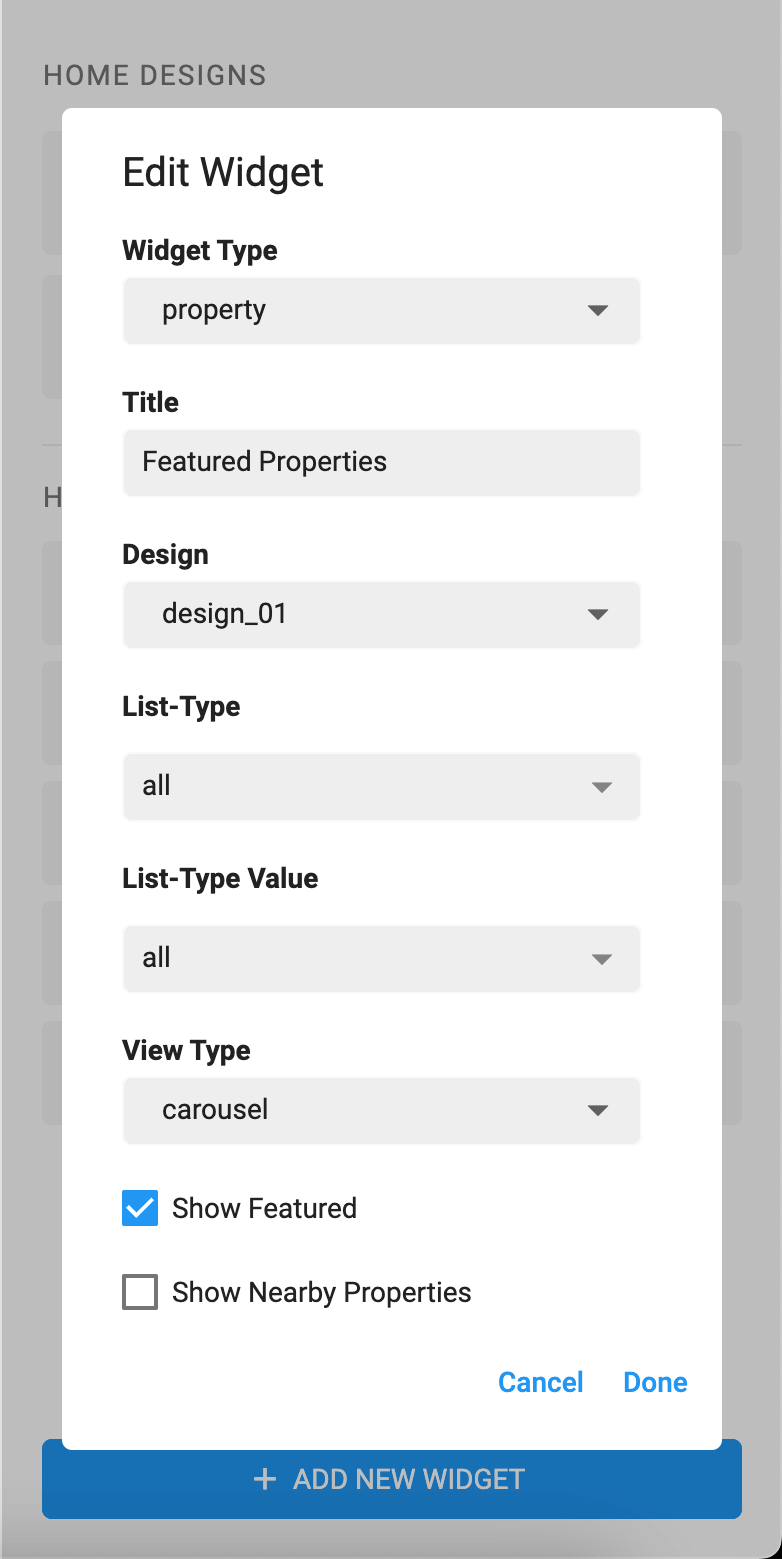 HOME DESIGNS
Edit Widget
Widget Type
property
Title
Featured Properties
Design
design_01
List-Type
all
List-Type Value
all
View Type
carousel
Show Featured
Show Nearby Properties
Cancel Done
+ ADD NEW WIDGET